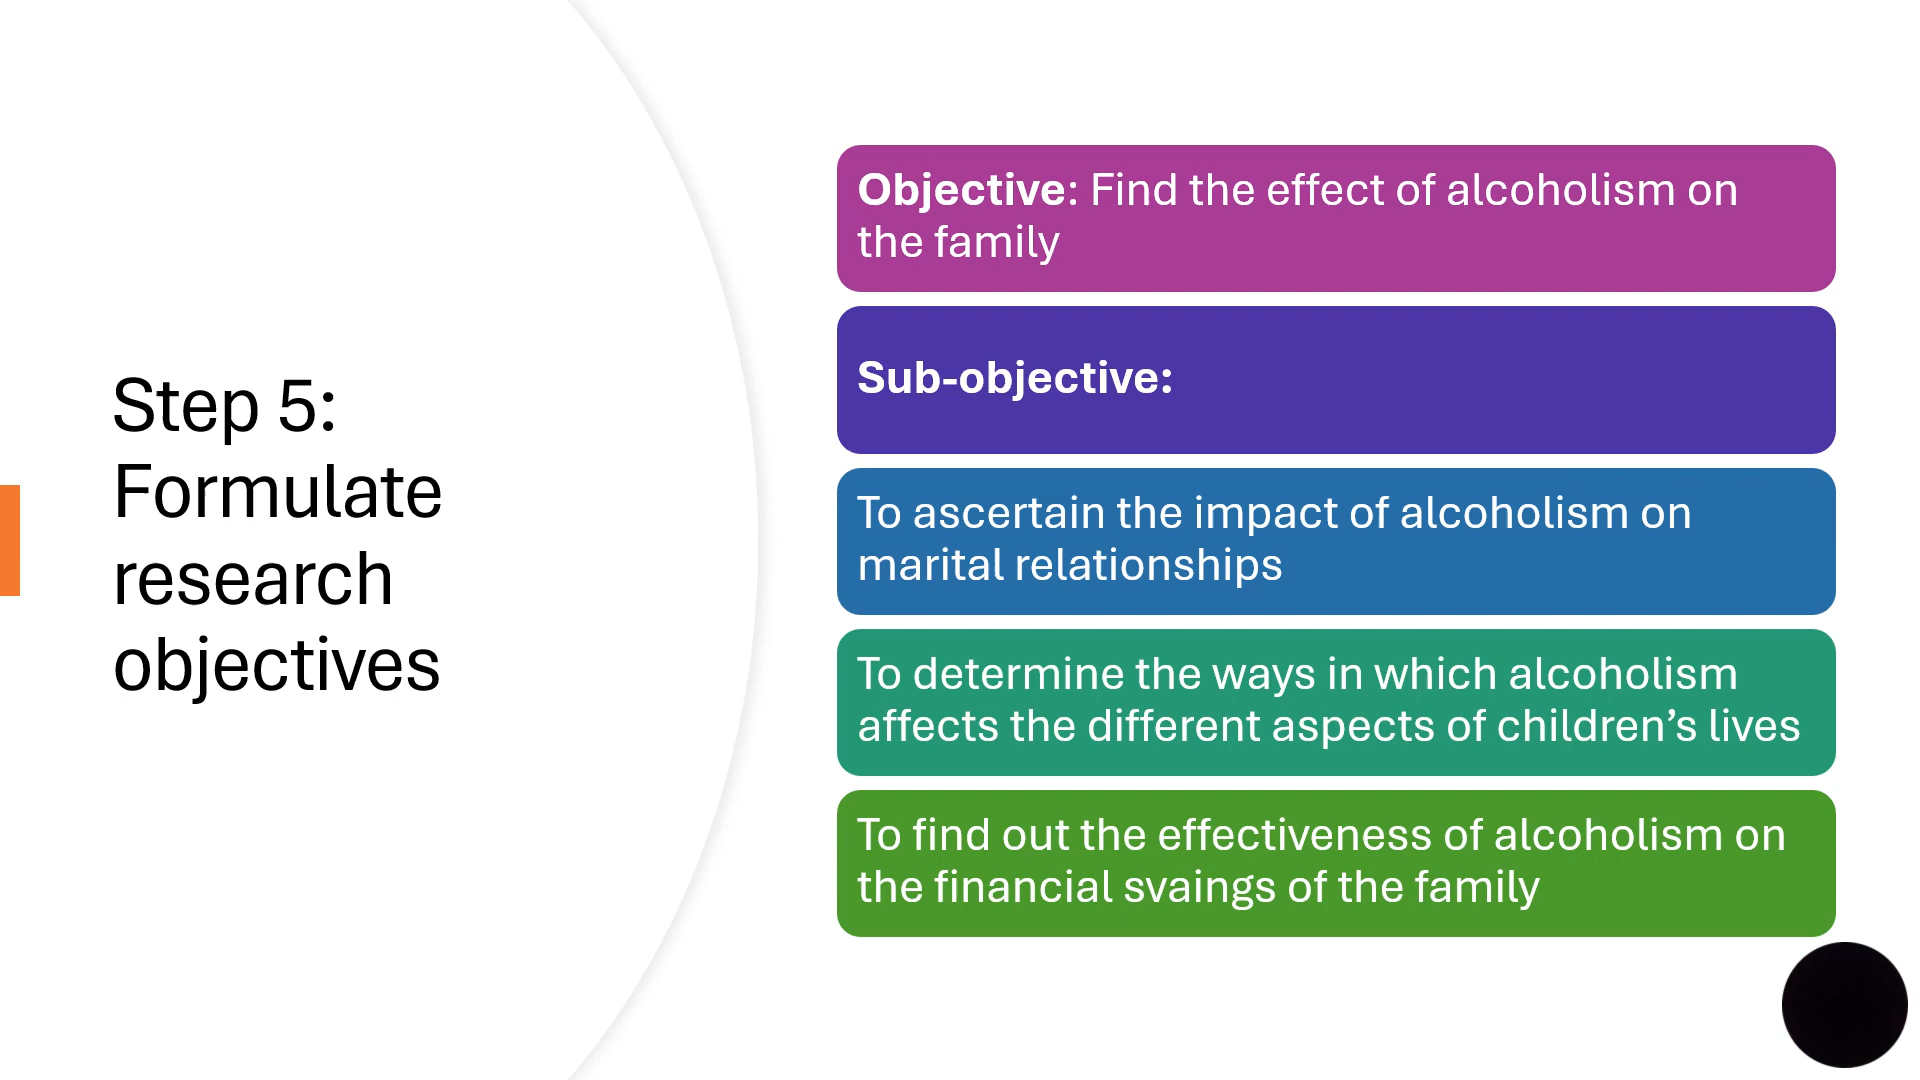 Step 5:
Formulate
research
objectives
Objective: Find the effect of alcoholism on
the family
Sub-objective:
To ascertain the impact of alcoholism on
marital relationships
To determine the ways in which alcoholism
affects the different aspects of children’s lives
To find out the effectiveness of alcoholism on
the financial svaings of the family